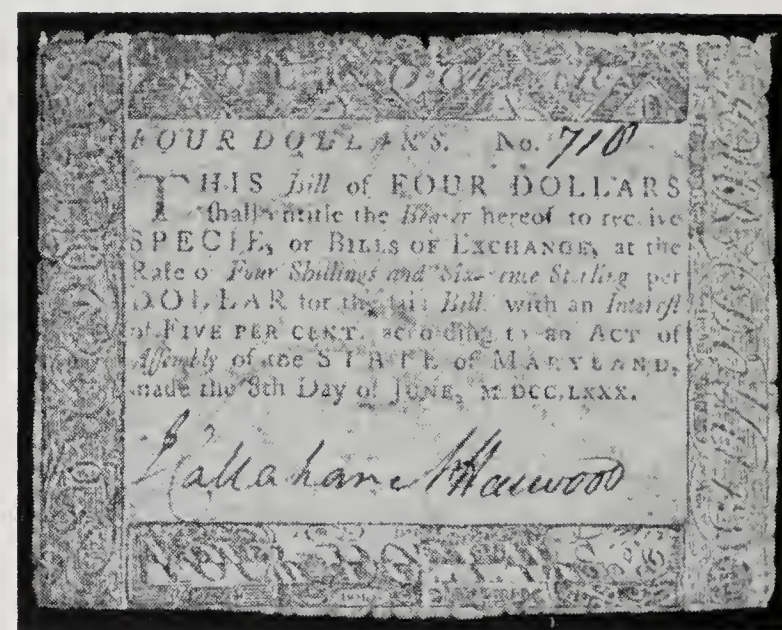 FOUR DOLLARS. No. 710
THIS Bill of FOUR DOLLARS
shall entitle the Bearer hereof to receive
SPECIE, or BILLS OF EXCHANGE, at the
Rate of Four Shillings and Six-pence Sterling per
DOLLAR for the said Bill, with an Interest
of FIVE PER CENT. according to an ACT of
Assembly of the STATE of MARYLAND,
made the 8th Day of JUNE, M.DCC.LXXX.
Callahan Harwood